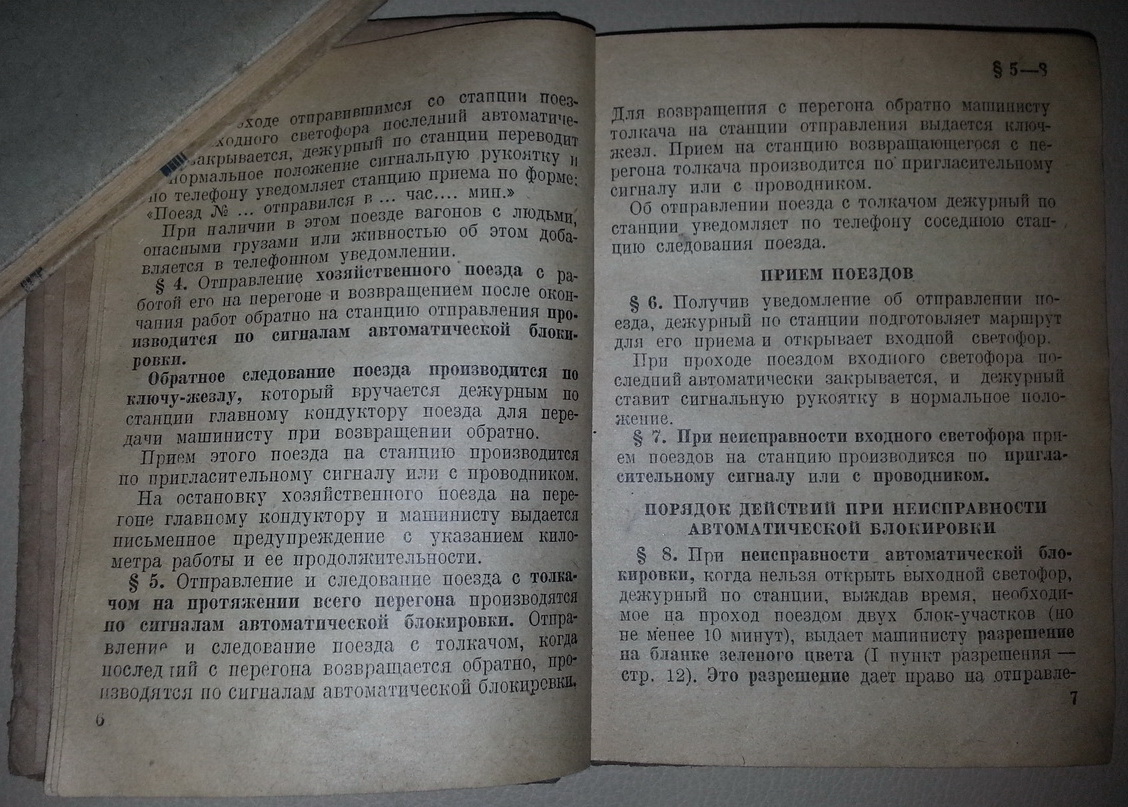 ходе отправившимся со станции поез-
ходного светофора последний автоматиче-
закрывается, дежурный по станции переводит
нормальное положение сигнальную рукоятку и
по телефону уведомляет станцию приема по форме:
«Поезд № ... отправился в ... час.... мин.»
При наличии в этом поезде вагонов с людьми,
опасными грузами или живностью об этом доба-
вляется в телефонном уведомлении.
§ 4. Отправление хозяйственного поезда с ра-
ботой его на перегоне и возвращением после окон-
чания работ обратно на станцию отправления про-
изводится по сигналам автоматической блоки-
ровки.
Обратное следование поезда производится по
ключу-жезлу, который вручается дежурным по
станции главному кондуктору поезда для пере-
дачи машинисту при возвращении обратно.
Прием этого поезда на станцию производится
по пригласительному сигналу или с проводником.
На остановку хозяйственного поезда на пере-
гоне главному кондуктору и машинисту выдается
письменное предупреждение с указанием кило-
метра работы и ее продолжительности.
§ 5. Отправление и следование поезда с толка-
чом на протяжении всего перегона производятся
по сигналам автоматической блокировки. Отпра-
вление и следование поезда с толкачом, когда
последний с перегона возвращается обратно, про-
изводятся по сигналам автоматической блокировки.
6
§ 5—8
Для возвращения с перегона обратно машинисту
толкача на станции отправления выдается ключ-
жезл. Прием на станцию возвращающегося с пе-
регона толкача производится по пригласительному
сигналу или с проводником.
Об отправлении поезда с толкачом дежурный по
станции уведомляет по телефону соседнюю стан-
цию следования поезда.
ПРИЕМ ПОЕЗДОВ
§ 6. Получив уведомление об отправлении по-
езда, дежурный по станции подготовляет маршрут
для его приема и открывает входной светофор.
При проходе поездом входного светофора по-
следний автоматически закрывается, и дежурный
ставит сигнальную рукоятку в нормальное поло-
жение.
§ 7. При неисправности входного светофора при-
ем поездов на станцию производится по пригла-
сительному сигналу или с проводником.
ПОРЯДОК ДЕЙСТВИЙ ПРИ НЕИСПРАВНОСТИ
АВТОМАТИЧЕСКОЙ БЛОКИРОВКИ
§ 8. При неисправности автоматической бло-
кировки, когда нельзя открыть выходной светофор,
дежурный по станции, выждав время, необходи-
мое на проход поездом двух блок-участков (но
не менее 10 минут), выдает машинисту разрешение
на бланке зеленого цвета (I пункт разрешения —
стр. 12). Это разрешение дает право на отправле-
7